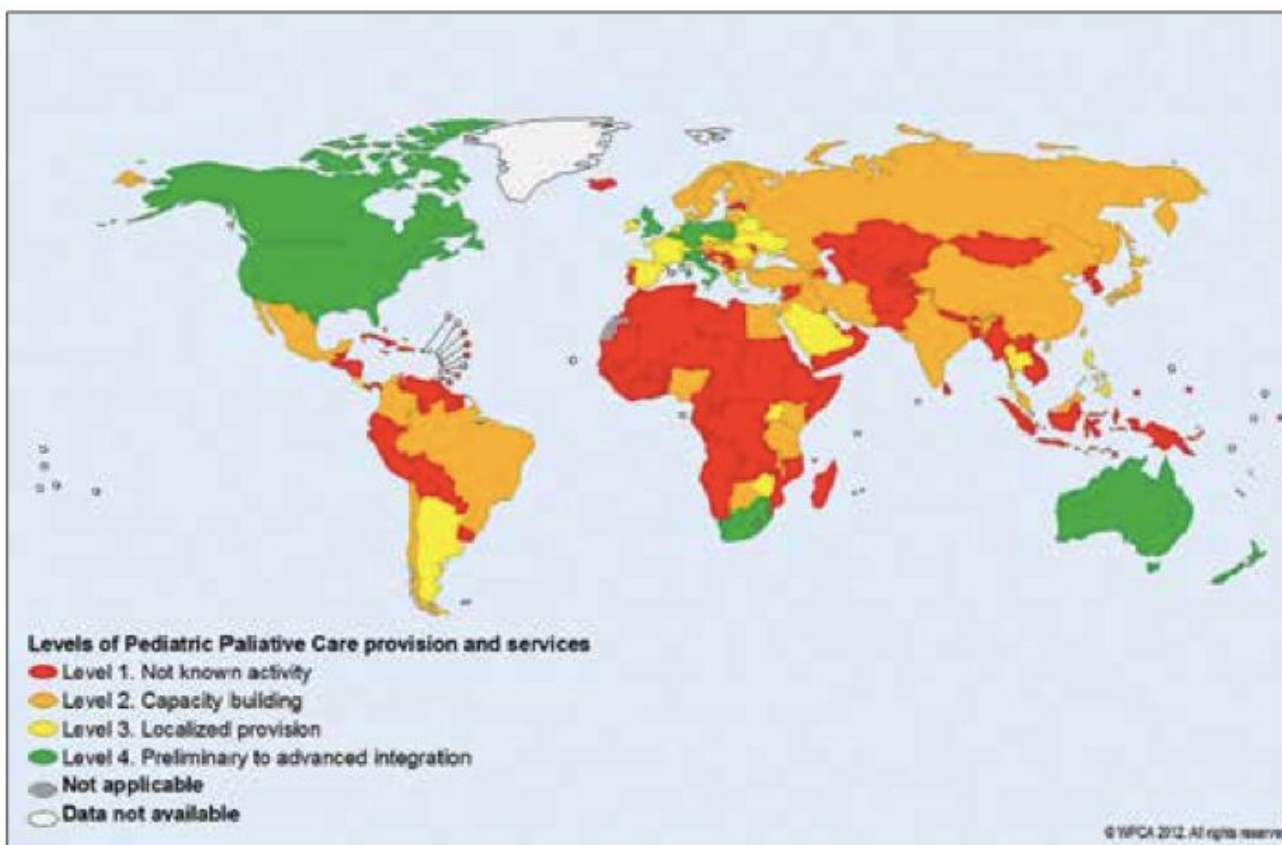 Levels of Pediatric Paliative Care provision and services
Level 1. Not known activity
Level 2. Capacity building
Level 3. Localized provision
Level 4. Preliminary to advanced integration
Not applicable
Data not available
© WPCA 2012. All rights reserve